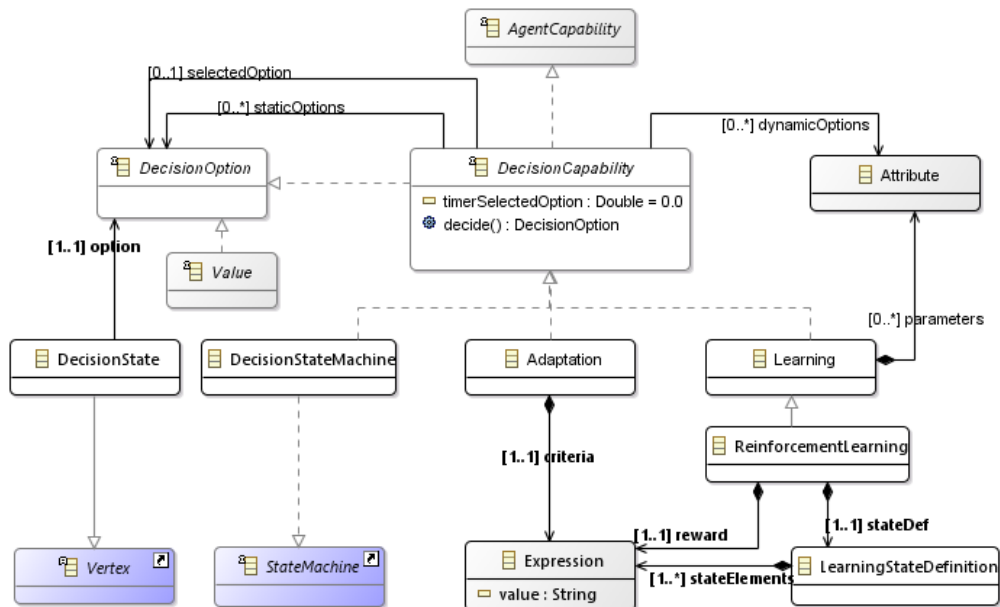 AgentCapability
[0..1] selectedOption
[0..*] staticOptions
[0..*] dynamicOptions
DecisionOption
DecisionCapability
Attribute
timerSelectedOption : Double = 0.0
decide() : DecisionOption
[1..1] option
Value
[0..*] parameters
DecisionState
DecisionStateMachine
Adaptation
Learning
ReinforcementLearning
[1..1] criteria
[1..1] reward
[1..1] stateDef
Vertex
StateMachine
Expression
LearningStateDefinition
[1..*] stateElements
value : String